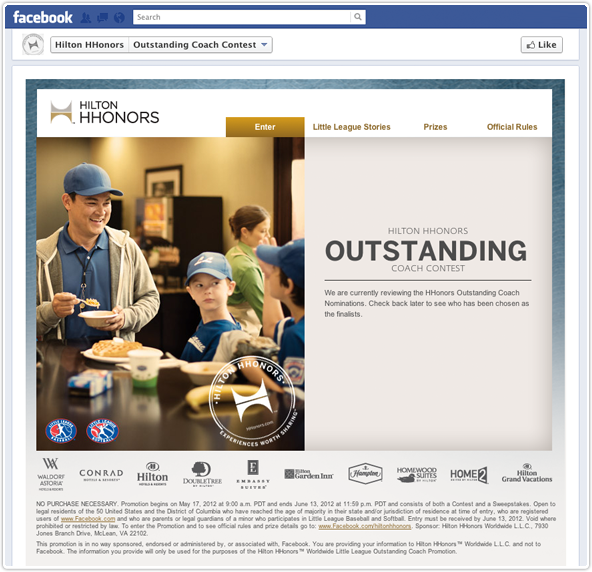 facebook
Search
Hilton HHonors
Outstanding Coach Contest
Like
HILTON
HHONORS
Enter
Little League Stories
Prizes
Official Rules
HILTON HHONORS
OUTSTANDING
COACH CONTEST
We are currently reviewing the HHonors Outstanding Coach
Nominations. Check back later to see who has been chosen as
the finalists.
HILTON HHONORS
HHonors.com
EXPERIENCES WORTH SHARING™
LITTLE LEAGUE
BASEBALL
LITTLE LEAGUE
WALDORF
ASTORIA
HOTELS & RESORTS
CONRAD
HOTELS & RESORTS
Hilton
HOTELS & RESORTS
DOUBLETREE
BY HILTON
EMBASSY
SUITES
Hilton
Garden Inn
Hampton
HOMEWOOD
SUITES
BY HILTON
HOME2
SUITES BY HILTON
Hilton
Grand Vacations
NO PURCHASE NECESSARY. Promotion begins on May 17, 2012 at 9:00 a.m. PDT and ends June 13, 2012 at 11:59 p.m. PDT and consists of both a Contest and a Sweepstakes. Open to
legal residents of the 50 United States and the District of Columbia who have reached the age of majority in their state and/or jurisdiction of residence at time of entry, who are registered
users of www.Facebook.com and who are parents or legal guardians of a minor who participates in Little League Baseball and Softball. Entry must be received by June 13, 2012. Void where
prohibited or restricted by law. To enter the Promotion and to see official rules and prize details go to: www.Facebook.com/hiltonhhonors. Sponsor: Hilton HHonors Worldwide L.L.C., 7930
Jones Branch Drive, McLean, VA 22102.
This promotion is in no way sponsored, endorsed or administered by, or associated with, Facebook. You are providing your information to Hilton HHonors™ Worldwide L.L.C. and not to
Facebook. The information you provide will only be used for the purposes of the Hilton HHonors™ Worldwide Little League Outstanding Coach Promotion.